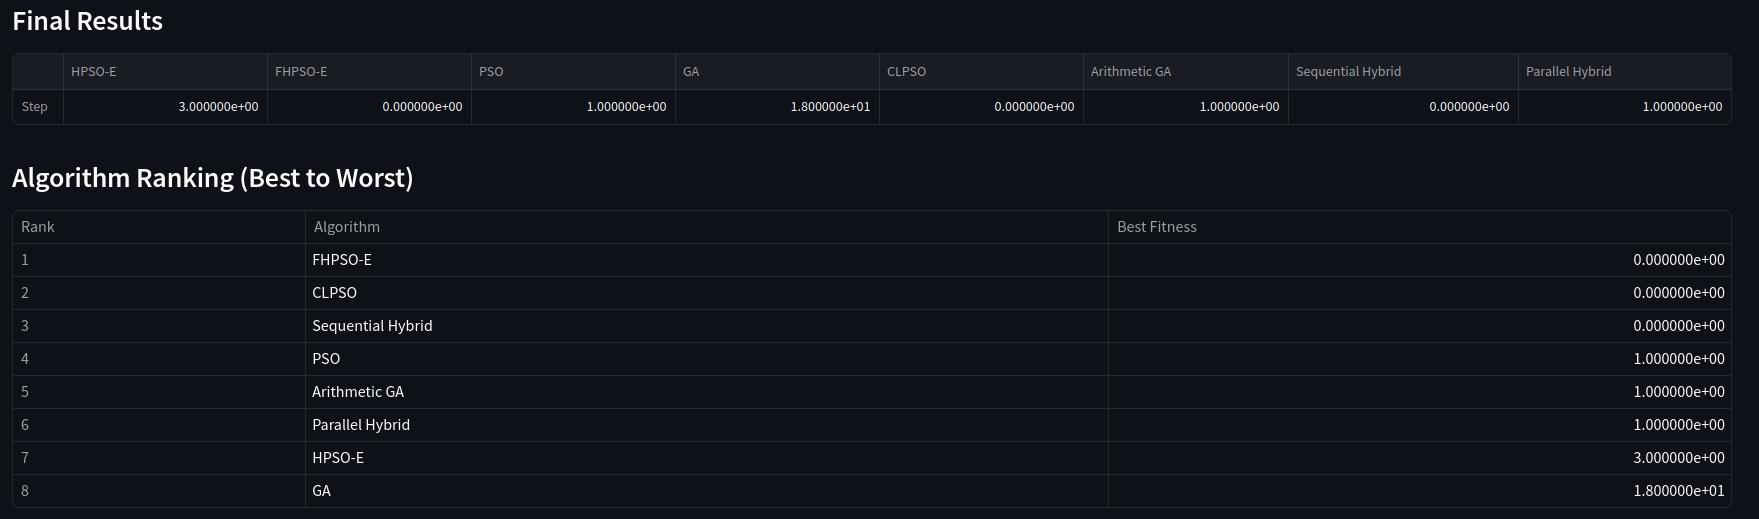 Final Results
HPSO-E FHPSO-E PSO GA CLPSO Arithmetic GA Sequential Hybrid Parallel Hybrid
Step 3.000000e+00 0.000000e+00 1.000000e+00 1.800000e+01 0.000000e+00 1.000000e+00 0.000000e+00 1.000000e+00
Algorithm Ranking (Best to Worst)
Rank Algorithm Best Fitness
1 FHPSO-E 0.000000e+00
2 CLPSO 0.000000e+00
3 Sequential Hybrid 0.000000e+00
4 PSO 1.000000e+00
5 Arithmetic GA 1.000000e+00
6 Parallel Hybrid 1.000000e+00
7 HPSO-E 3.000000e+00
8 GA 1.800000e+01